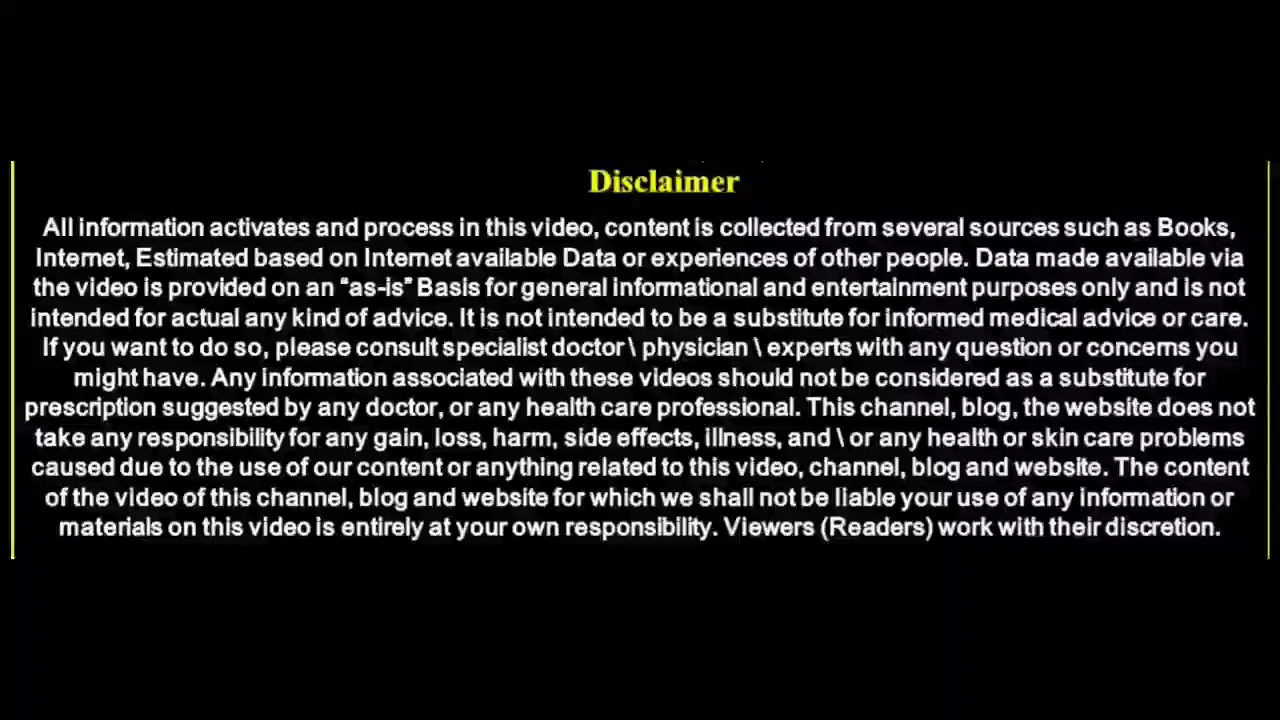 Disclaimer
All information activates and process in this video, content is collected from several sources such as Books,
Internet, Estimated based on Internet available Data or experiences of other people. Data made available via
the video is provided on an “as-is” Basis for general informational and entertainment purposes only and is not
intended for actual any kind of advice. It is not intended to be a substitute for informed medical advice or care.
If you want to do so, please consult specialist doctor \ physician \ experts with any question or concerns you
might have. Any information associated with these videos should not be considered as a substitute for
prescription suggested by any doctor, or any health care professional. This channel, blog, the website does not
take any responsibility for any gain, loss, harm, side effects, illness, and \ or any health or skin care problems
caused due to the use of our content or anything related to this video, channel, blog and website. The content
of the video of this channel, blog and website for which we shall not be liable your use of any information or
materials on this video is entirely at your own responsibility. Viewers (Readers) work with their discretion.